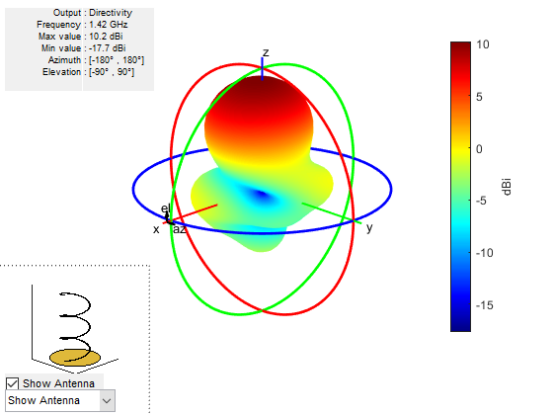 Output : Directivity
Frequency : 1.42 GHz
Max value : 10.2 dBi
Min value : -17.7 dBi
Azimuth : [-180° , 180°]
Elevation : [-90° , 90°]
z
el
x az
y
10
5
0
-5
-10
-15
dBi
Show Antenna
Show Antenna